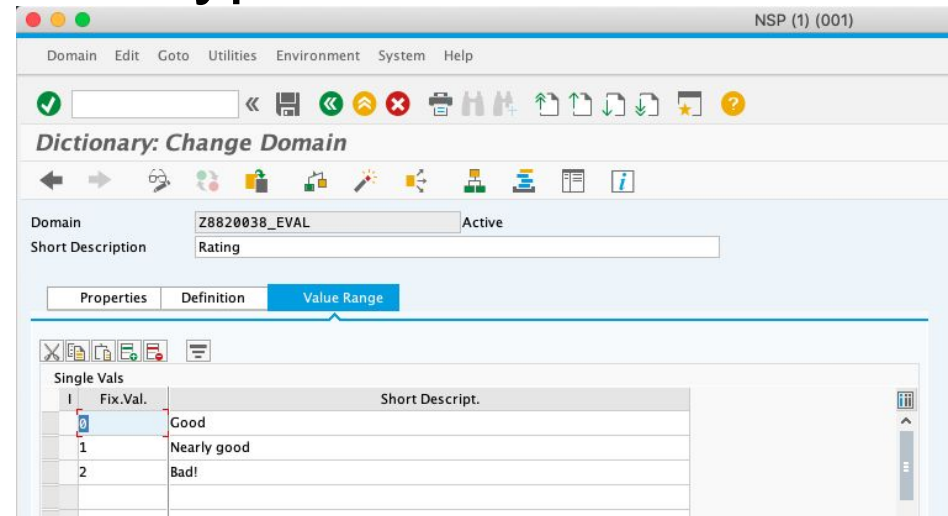 NSP (1) (001)
Domain Edit Goto Utilities Environment System Help
Dictionary: Change Domain
Domain Z8820038_EVAL Active
Short Description Rating
Properties Definition Value Range
Single Vals
I Fix.Val. Short Descript.
0 Good
1 Nearly good
2 Bad!